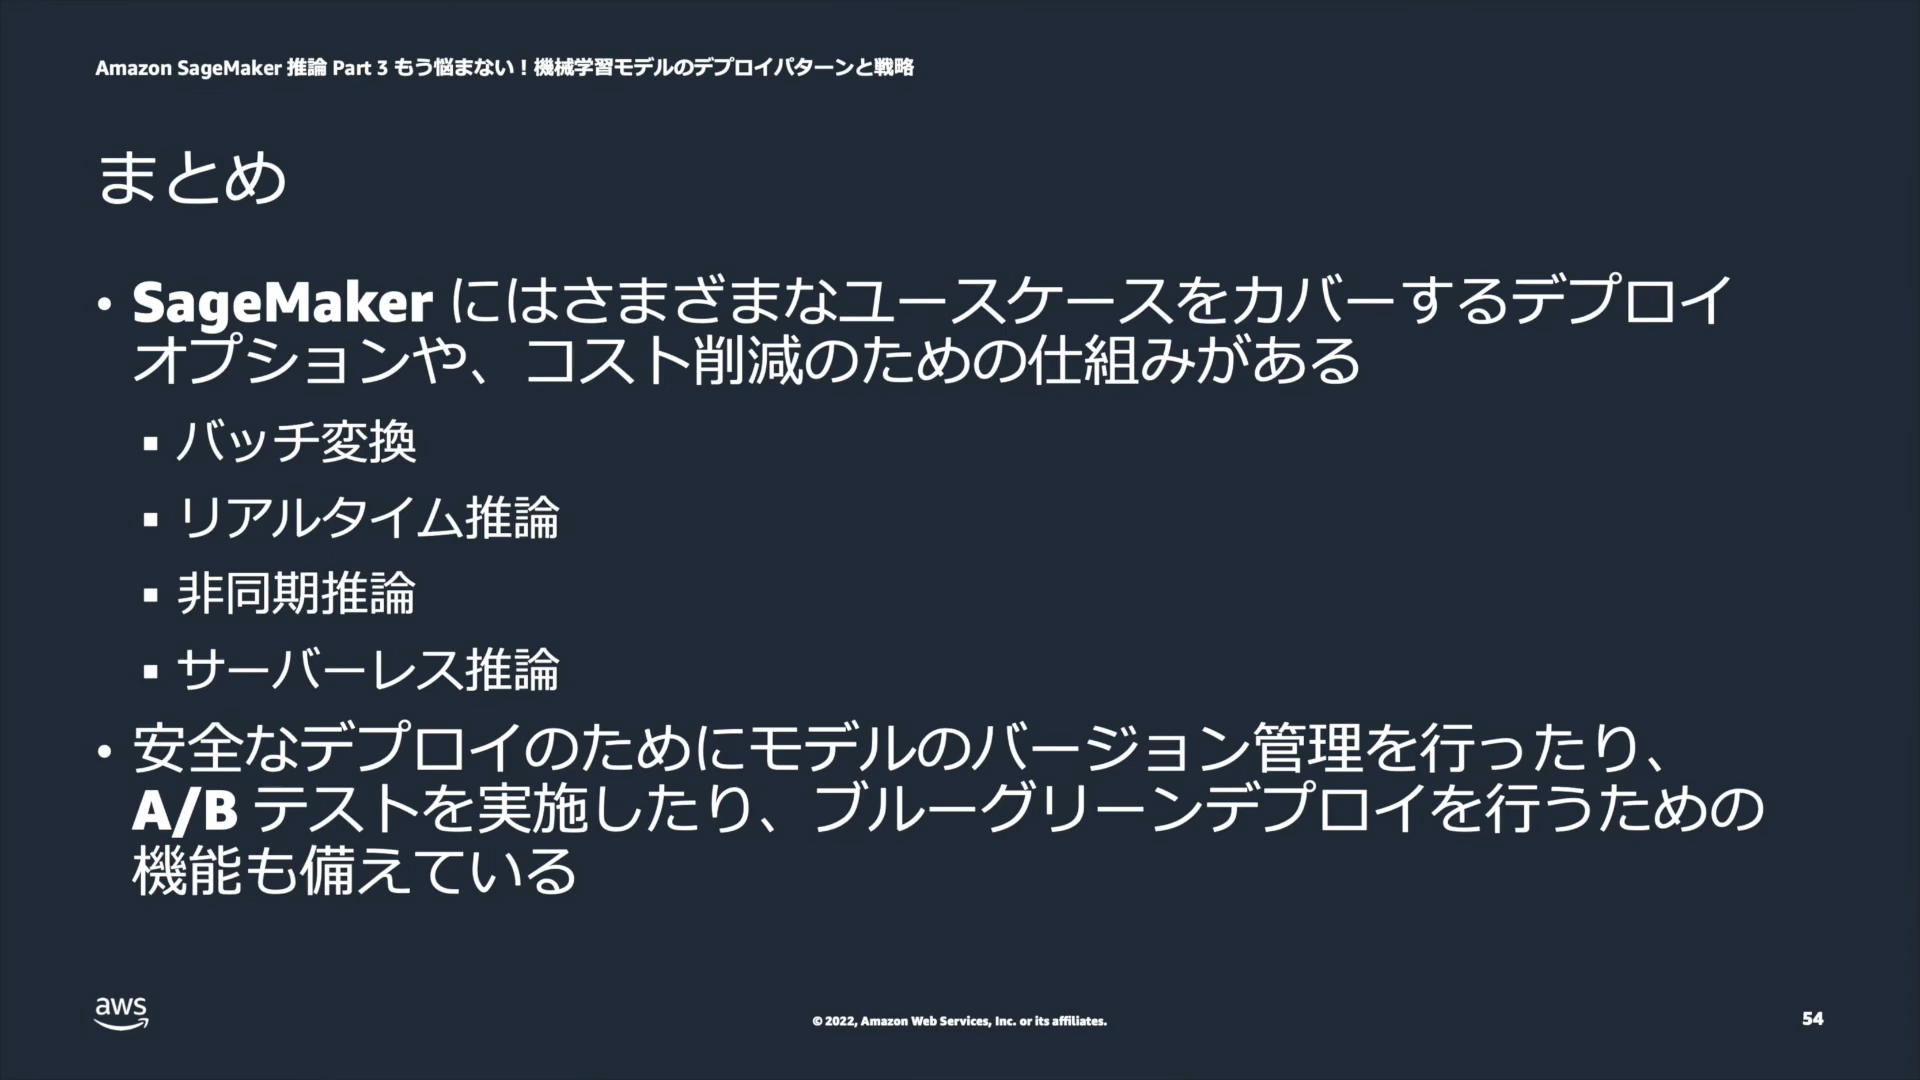 Amazon SageMaker 推論 Part 3 もう悩まない！機械学習モデルのデプロイパターンと戦略
まとめ
• SageMaker にはさまざまなユースケースをカバーするデプロイ
オプションや、コスト削減のための仕組みがある
▪ バッチ変換
▪ リアルタイム推論
▪ 非同期推論
▪ サーバーレス推論
• 安全なデプロイのためにモデルのバージョン管理を行ったり、
A/B テストを実施したり、ブルーグリーンデプロイを行うための
機能も備えている
aws
© 2022, Amazon Web Services, Inc. or its affiliates.
54